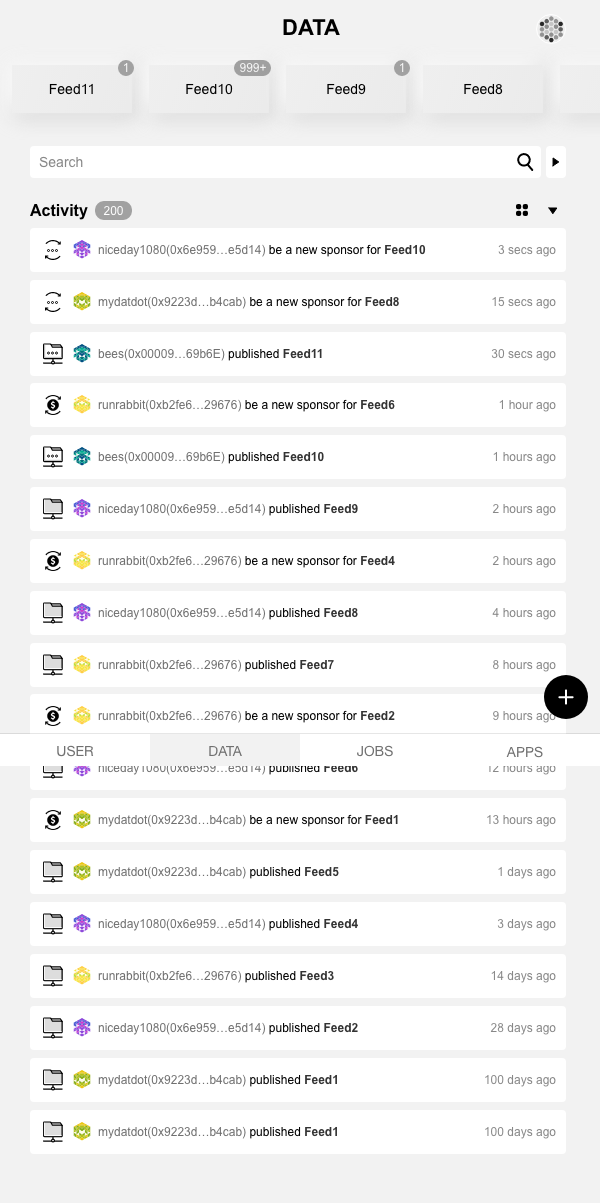 DATA
1 999+ 1
Feed11 Feed10 Feed9 Feed8
Search
Activity 200
niceday1080(0x6e959...e5d14) be a new sponsor for Feed10 3 secs ago
mydatdot(0x9223d...b4cab) be a new sponsor for Feed8 15 secs ago
bees(0x00009...69b6E) published Feed11 30 secs ago
runrabbit(0xb2fe6...29676) be a new sponsor for Feed6 1 hour ago
bees(0x00009...69b6E) published Feed10 1 hours ago
niceday1080(0x6e959...e5d14) published Feed9 2 hours ago
runrabbit(0xb2fe6...29676) be a new sponsor for Feed4 2 hours ago
niceday1080(0x6e959...e5d14) published Feed8 4 hours ago
runrabbit(0xb2fe6...29676) published Feed7 8 hours ago
runrabbit(0xb2fe6...29676) be a new sponsor for Feed2 9 hours ago
USER DATA JOBS APPS
niceday1080(0x6e959...e5d14) published Feed6 12 hours ago
mydatdot(0x9223d...b4cab) be a new sponsor for Feed1 13 hours ago
mydatdot(0x9223d...b4cab) published Feed5 1 days ago
niceday1080(0x6e959...e5d14) published Feed4 3 days ago
runrabbit(0xb2fe6...29676) published Feed3 14 days ago
niceday1080(0x6e959...e5d14) published Feed2 28 days ago
mydatdot(0x9223d...b4cab) published Feed1 100 days ago
mydatdot(0x9223d...b4cab) published Feed1 100 days ago